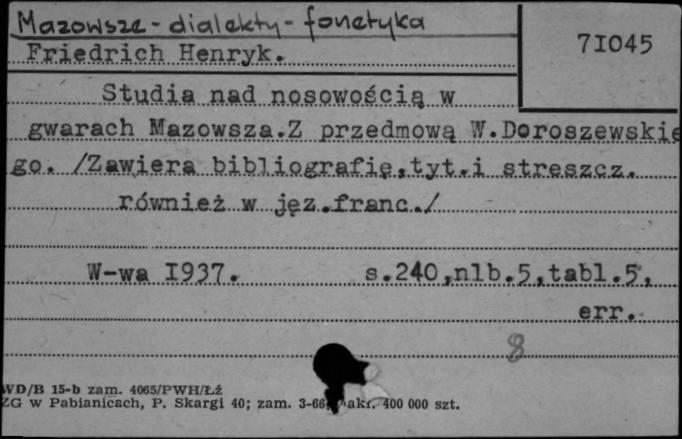 Mazowsze - dialekty - fonetyka
Friedrich Henryk.
71045
Studia nad nosowością w
gwarach Mazowsza.Z przedmową W.Doroszewskie
go. /Zawiera bibliografię,tyt.i streszcz.
również w jęz.franc./
W-wa I937.
s.240,nlb.5,tabl.5,
err.
8
WD/B 15-b zam. 4065/PWH/Łź
ZG w Pabianicach, P. Skargi 40; zam. 3-66 nakł. 400 000 szt.